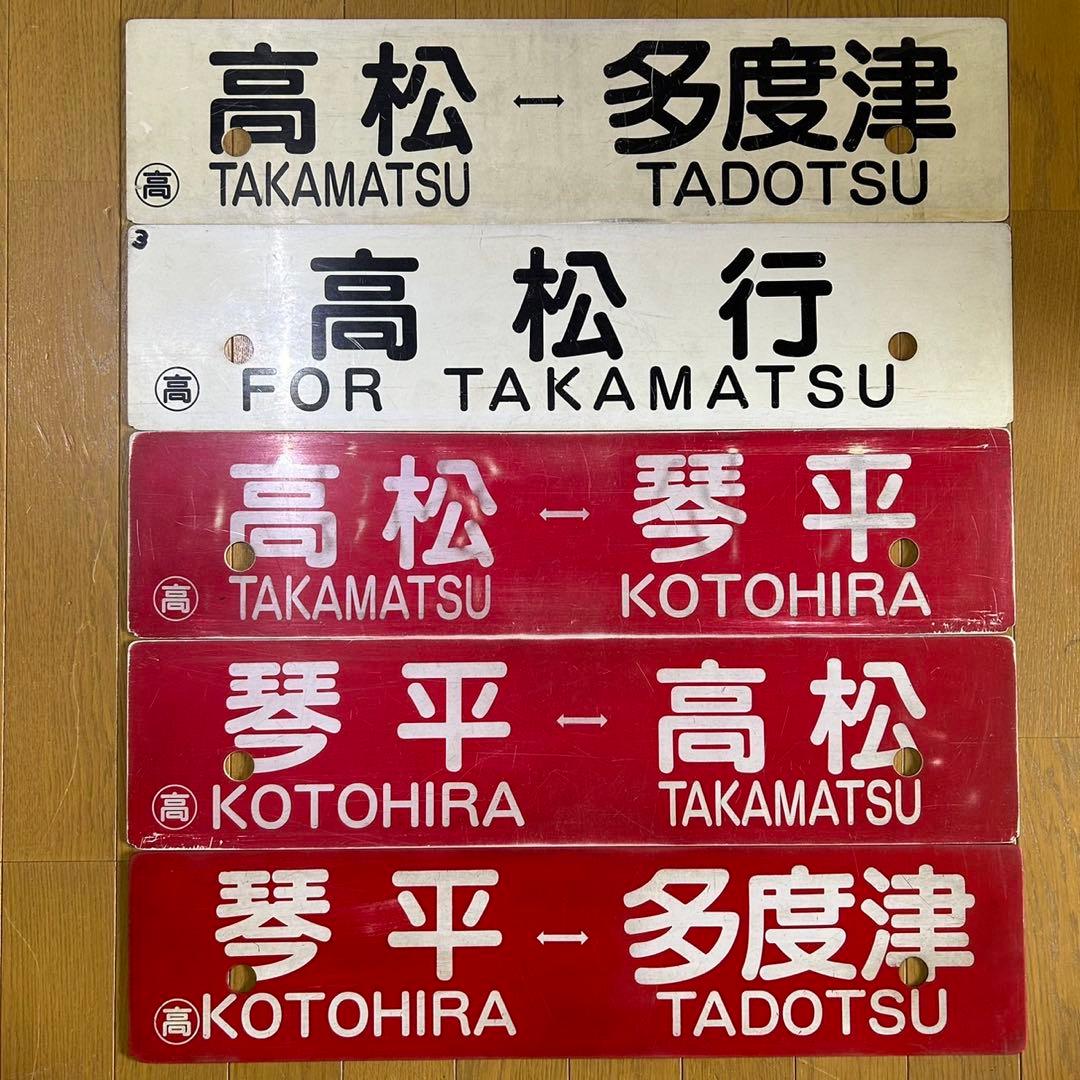 高松 ↔ 多度津
㊤高 TAKAMATSU TADOTSU
3
高松行
高 FOR TAKAMATSU
高松 ↔ 琴平
高 TAKAMATSU KOTOHIRA
琴平 ↔ 高松
高 KOTOHIRA TAKAMATSU
琴平 ↔ 多度津
高 KOTOHIRA TADOTSU